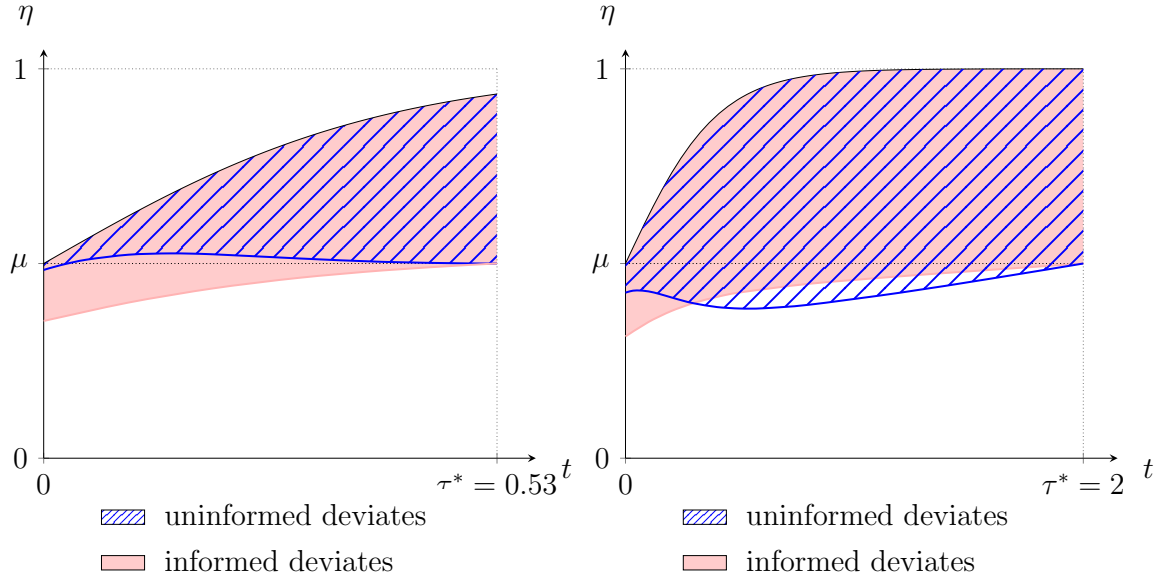 η
1
μ
0
0
τ* = 0.53
t
uninformed deviates
informed deviates
η
1
μ
0
0
τ* = 2
t
uninformed deviates
informed deviates